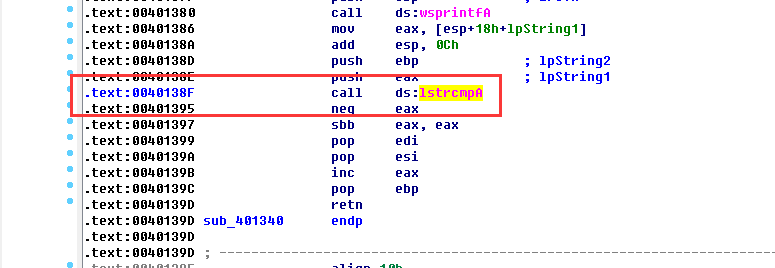 .text:00401380 call ds:wsprintfA
.text:00401386 mov eax, [esp+18h+lpString1]
.text:0040138A add esp, 0Ch
.text:0040138D push ebp ; lpString2
.text:0040138E push eax ; lpString1
.text:0040138F call ds:lstrcmpA
.text:00401395 neg eax
.text:00401397 sbb eax, eax
.text:00401399 pop edi
.text:0040139A pop esi
.text:0040139B inc eax
.text:0040139C pop ebp
.text:0040139D retn
.text:0040139D sub_401340 endp
.text:0040139D
.text:0040139D ; ---------------------------------------------------------------------------